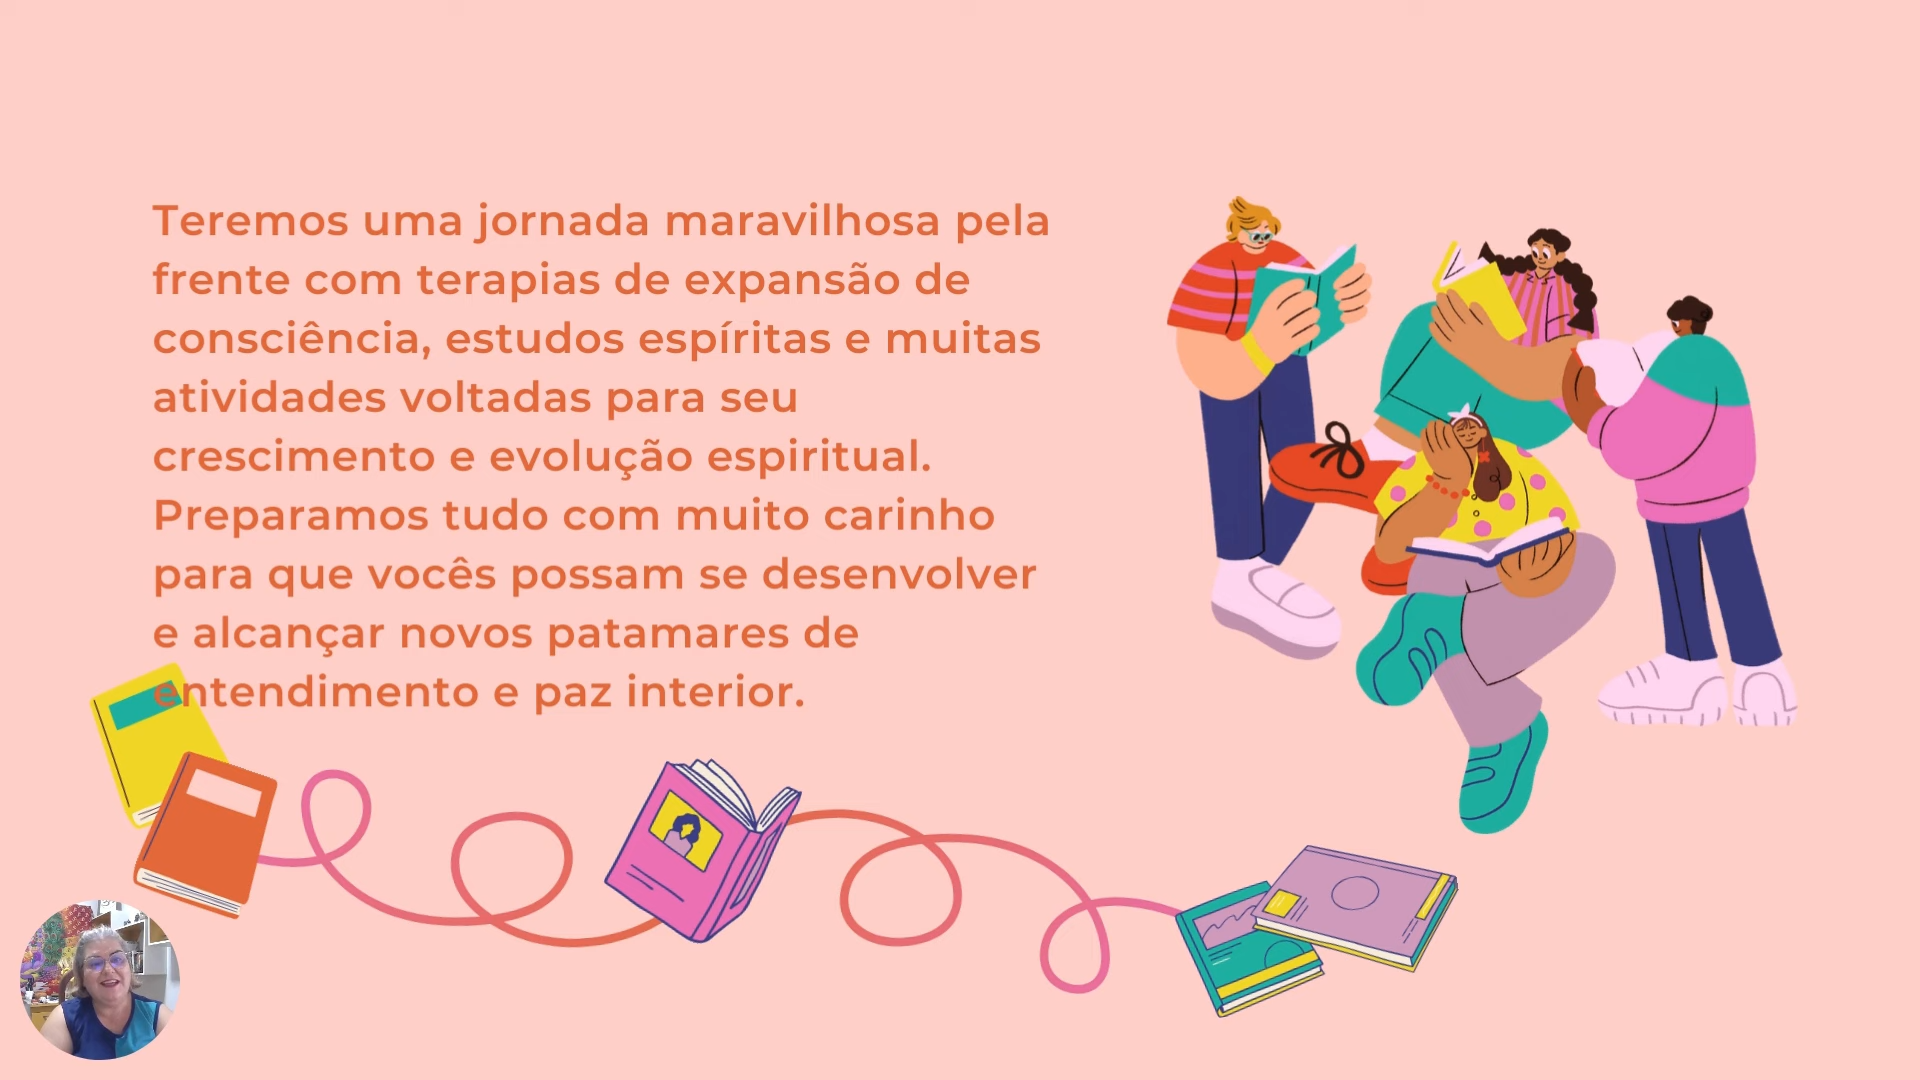 Teremos uma jornada maravilhosa pela
frente com terapias de expansão de
consciência, estudos espíritas e muitas
atividades voltadas para seu
crescimento e evolução espiritual.
Preparamos tudo com muito carinho
para que vocês possam se desenvolver
e alcançar novos patamares de
entendimento e paz interior.